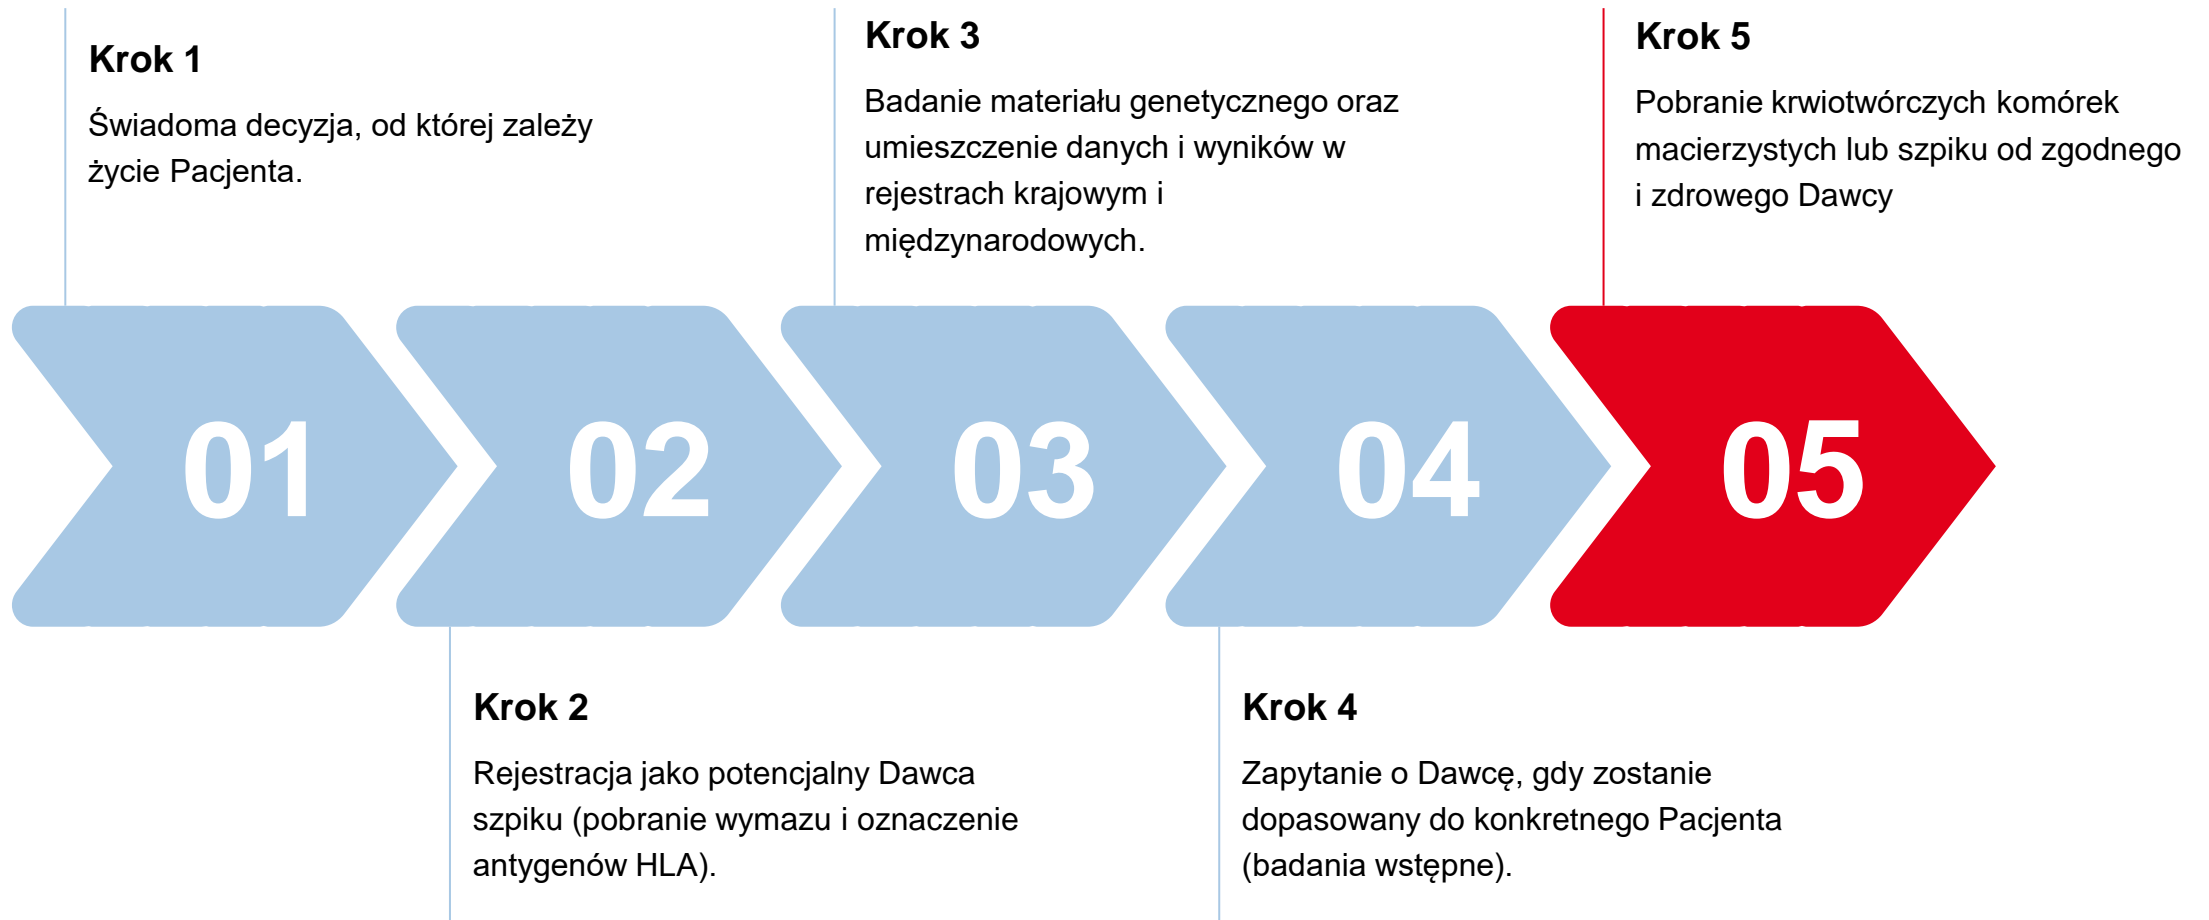 Krok 1
Świadoma decyzja, od której zależy
życie Pacjenta.
Krok 3
Badanie materiału genetycznego oraz
umieszczenie danych i wyników w
rejestrach krajowym i
międzynarodowych.
Krok 5
Pobranie krwiotwórczych komórek
macierzystych lub szpiku od zgodnego
i zdrowego Dawcy
01
02
03
04
05
Krok 2
Rejestracja jako potencjalny Dawca
szpiku (pobranie wymazu i oznaczenie
antygenów HLA).
Krok 4
Zapytanie o Dawcę, gdy zostanie
dopasowany do konkretnego Pacjenta
(badania wstępne).